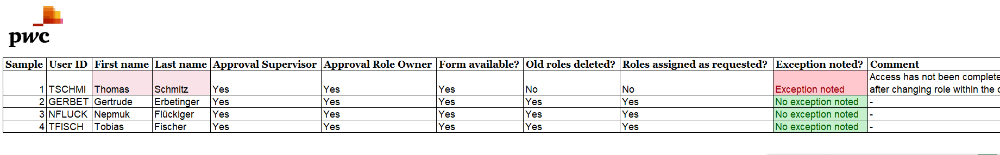 pwc
Sample User ID First name Last name Approval Supervisor Approval Role Owner Form available? Old roles deleted? Roles assigned as requested? Exception noted? Comment
1 TSCHMI Thomas Schmitz Yes Yes Yes No No Exception noted Access has not been complete
after changing role within the
2 GERBET Gertrude Erbetinger Yes Yes Yes Yes Yes No exception noted -
3 NFLUCK Nepmuk Flückiger Yes Yes Yes Yes Yes No exception noted -
4 TFISCH Tobias Fischer Yes Yes Yes Yes Yes No exception noted -